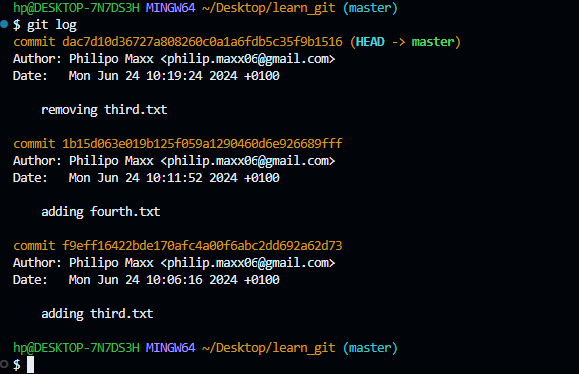 hp@DESKTOP-7N7DS3H MINGW64 ~/Desktop/learn_git (master)
$ git log
commit dac7d10d36727a808260c0a1a6fdb5c35f9b1516 (HEAD -> master)
Author: Philipo Maxx <philip.maxx06@gmail.com>
Date:   Mon Jun 24 10:19:24 2024 +0100
removing third.txt
commit 1b15d063e019b125f059a1290460d6e926689fff
Author: Philipo Maxx <philip.maxx06@gmail.com>
Date:   Mon Jun 24 10:11:52 2024 +0100
adding fourth.txt
commit f9eff16422bde170afc4a00f6abc2dd692a62d73
Author: Philipo Maxx <philip.maxx06@gmail.com>
Date:   Mon Jun 24 10:06:16 2024 +0100
adding third.txt
hp@DESKTOP-7N7DS3H MINGW64 ~/Desktop/learn_git (master)
$